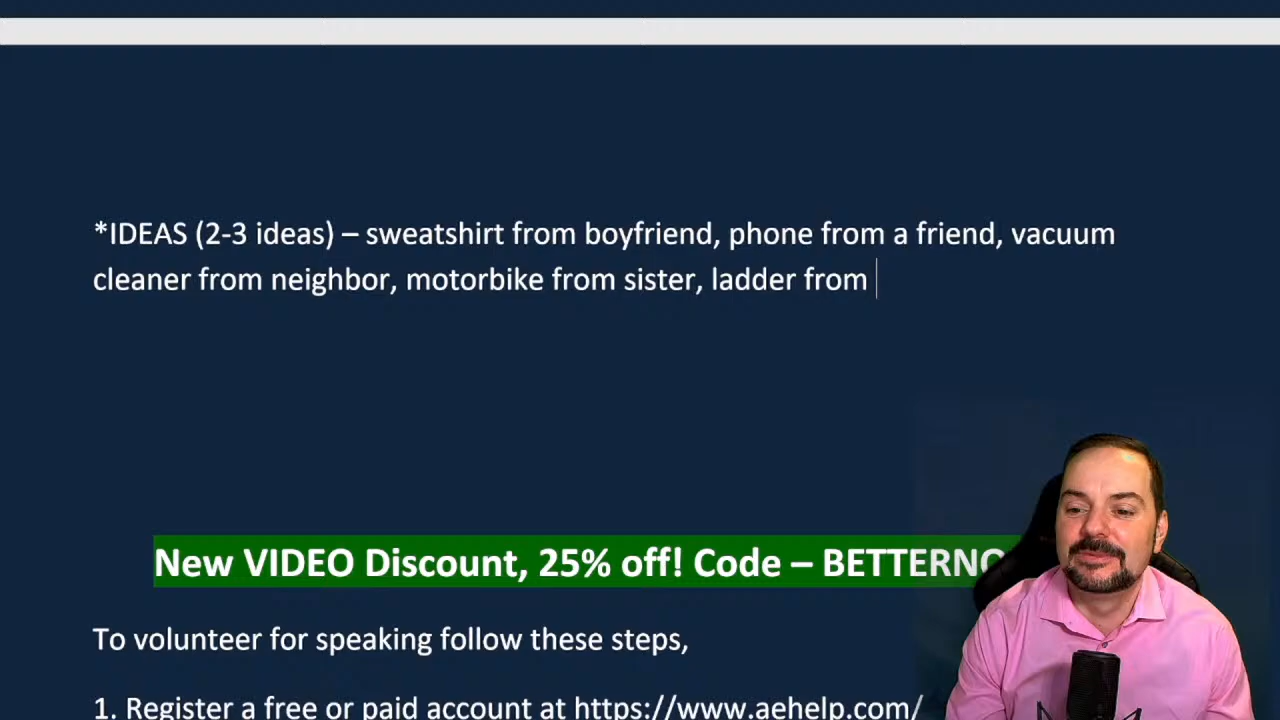 *IDEAS (2-3 ideas) – sweatshirt from boyfriend, phone from a friend, vacuum
cleaner from neighbor, motorbike from sister, ladder from
New VIDEO Discount, 25% off! Code –
To volunteer for speaking follow these steps,
1. Register a free or paid account at https://www.aehelp.com/